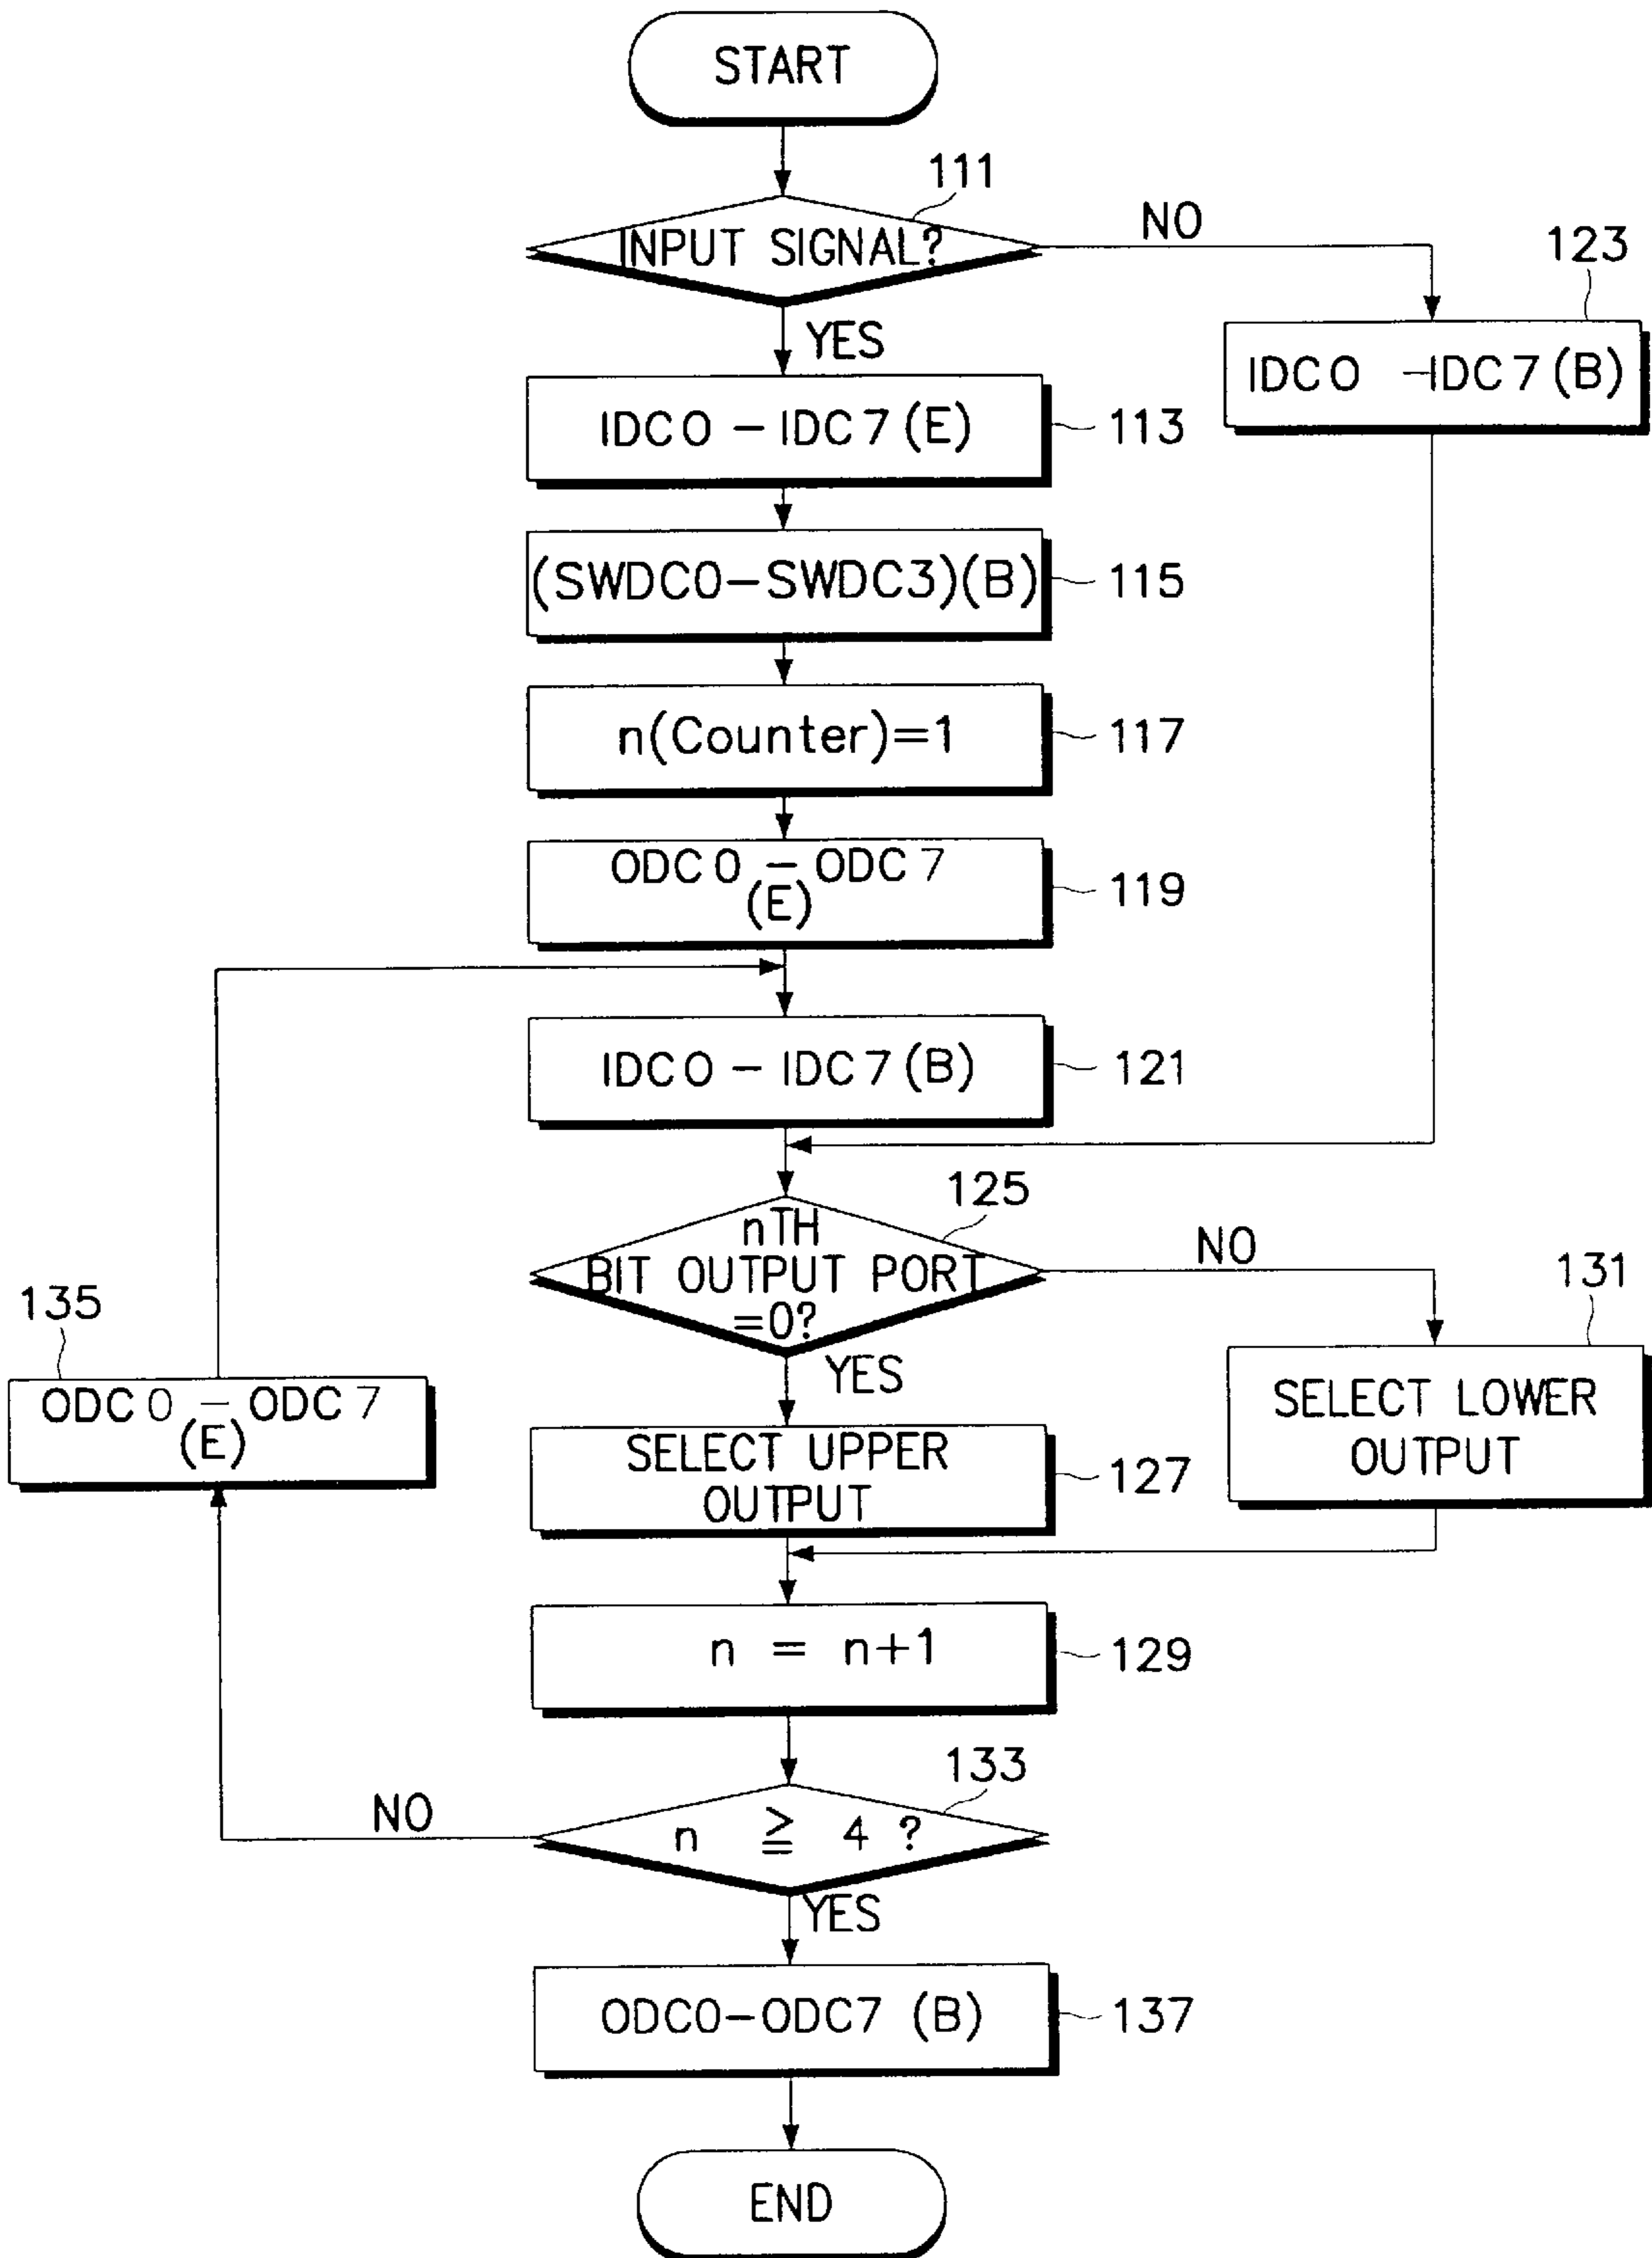 START
111
INPUT SIGNAL?
NO
123
YES
IDC0 -IDC7(B)
IDC0 - IDC7(E)
113
(SWDC0-SWDC3)(B)
115
n(Counter)=1
117
ODC0 - ODC7
(E)
119
IDC0 - IDC7(B)
121
125
nTH
BIT OUTPUT PORT
=0?
NO
131
135
YES
ODC0 - ODC7
(E)
SELECT LOWER
OUTPUT
SELECT UPPER
OUTPUT
127
n = n+1
129
133
NO
n ≧ 4 ?
YES
ODC0-ODC7 (B)
137
END